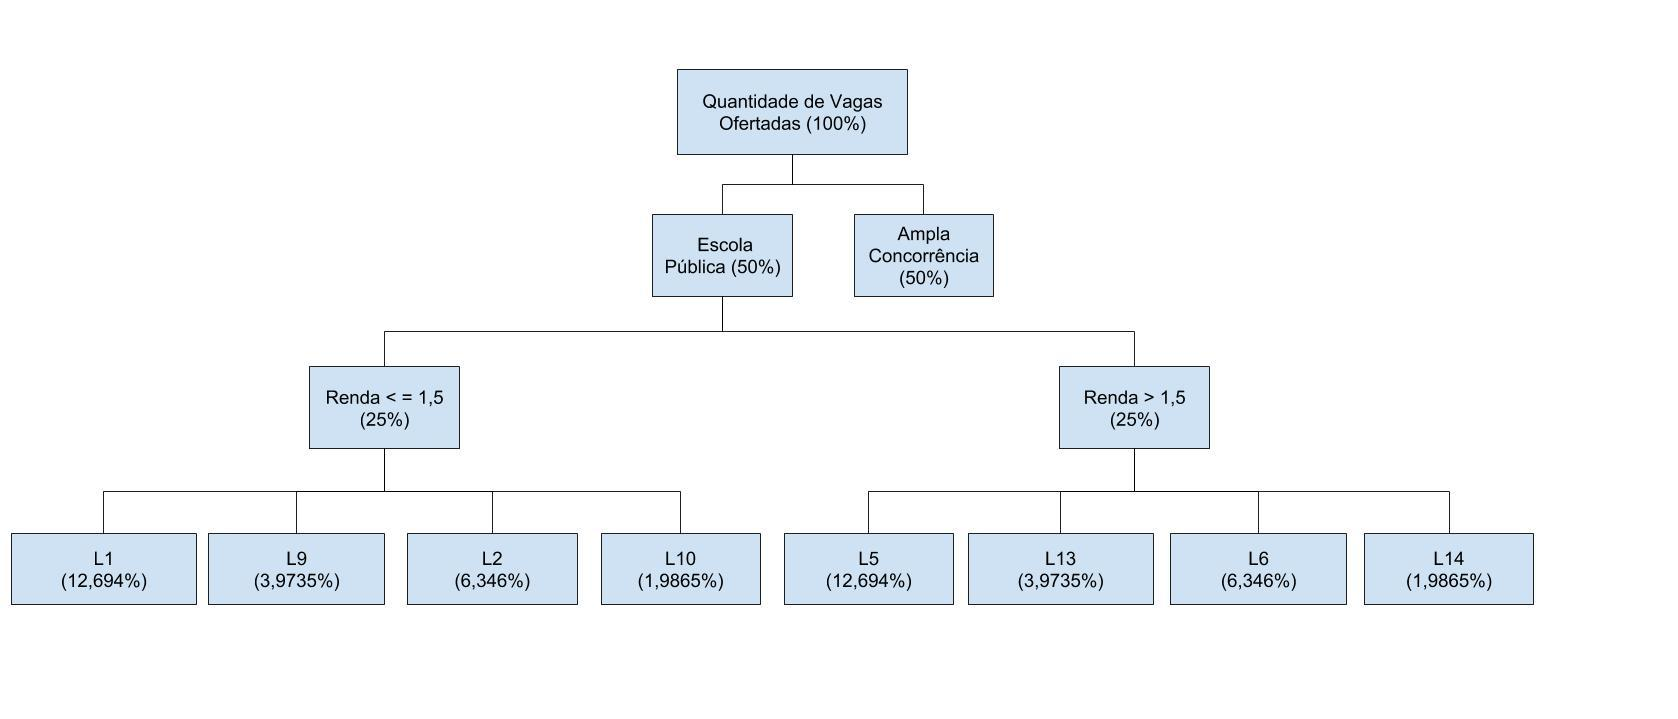 Quantidade de Vagas
Ofertadas (100%)
Escola
Pública (50%)
Ampla
Concorrência
(50%)
Renda < = 1,5
(25%)
Renda > 1,5
(25%)
L1
(12,694%)
L9
(3,9735%)
L2
(6,346%)
L10
(1,9865%)
L5
(12,694%)
L13
(3,9735%)
L6
(6,346%)
L14
(1,9865%)